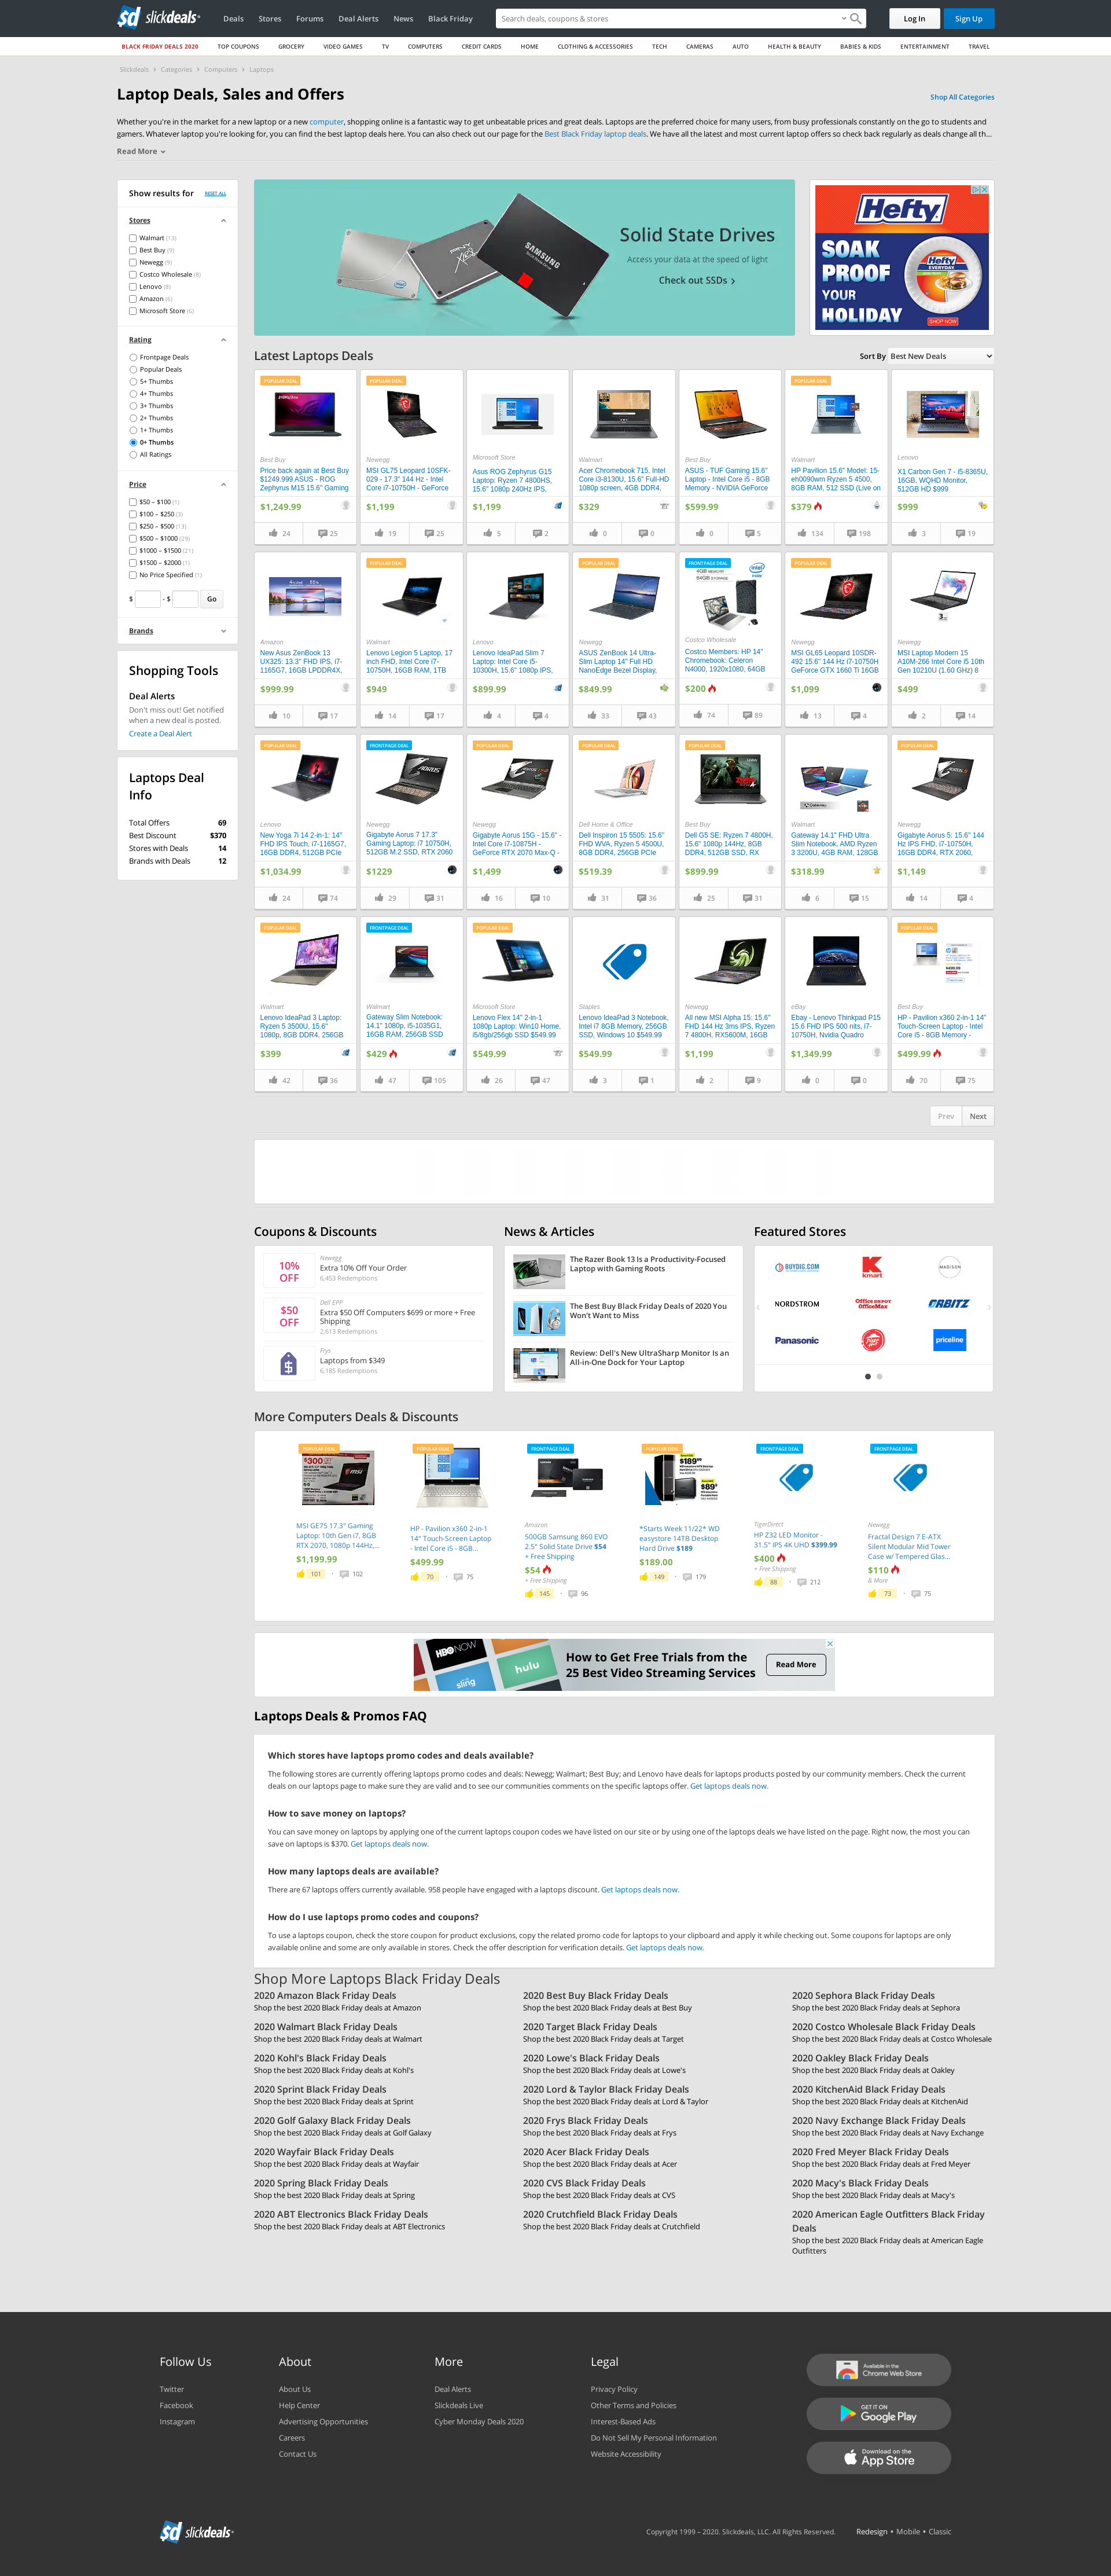 sd slickdeals
Deals Stores Forums Deal Alerts News Black Friday
Search deals, coupons & stores
Log In
Sign Up
BLACK FRIDAY DEALS 2020 TOP COUPONS GROCERY VIDEO GAMES TV COMPUTERS CREDIT CARDS HOME CLOTHING & ACCESSORIES TECH CAMERAS AUTO HEALTH & BEAUTY BABIES & KIDS ENTERTAINMENT TRAVEL
Slickdeals › Categories › Computers › Laptops
Laptop Deals, Sales and Offers
Shop All Categories
Whether you're in the market for a new laptop or a new computer, shopping online is a fantastic way to get unbeatable prices and great deals. Laptops are the preferred choice for many users, from busy professionals constantly on the go to students and
gamers. Whatever laptop you're looking for, you can find the best laptop deals here. You can also check out our page for the Best Black Friday laptop deals. We have all the latest and most current laptop offers so check back regularly as deals change all th...
Read More
Show results for
RESET ALL
Stores
Walmart (13)
Best Buy (9)
Newegg (9)
Costco Wholesale (8)
Lenovo (8)
Amazon (6)
Microsoft Store (6)
Rating
Frontpage Deals
Popular Deals
5+ Thumbs
4+ Thumbs
3+ Thumbs
2+ Thumbs
1+ Thumbs
0+ Thumbs
All Ratings
Price
$50 – $100 (1)
$100 – $250 (3)
$250 – $500 (13)
$500 – $1000 (29)
$1000 – $1500 (21)
$1500 – $2000 (1)
No Price Specified (1)
$ - $ Go
Brands
Shopping Tools
Deal Alerts
Don't miss out! Get notified
when a new deal is posted.
Create a Deal Alert
Laptops Deal
Info
Total Offers 69
Best Discount $370
Stores with Deals 14
Brands with Deals 12
Solid State Drives
Access your data at the speed of light
Check out SSDs ›
SAMSUNG
Hefty
SOAK
PROOF
YOUR
HOLIDAY
Hefty
EVERYDAY
SHOP NOW
Latest Laptops Deals
Sort By Best New Deals
POPULAR DEAL
Best Buy
Price back again at Best Buy
$1249.999 ASUS - ROG
Zephyrus M15 15.6" Gaming
$1,249.99
24 25
POPULAR DEAL
Newegg
MSI GL75 Leopard 10SFK-
029 - 17.3" 144 Hz - Intel
Core i7-10750H - GeForce
$1,199
19 25
Microsoft Store
Asus ROG Zephyrus G15
Laptop: Ryzen 7 4800HS,
15.6" 1080p 240Hz IPS,
$1,199
5 2
Walmart
Acer Chromebook 715, Intel
Core i3-8130U, 15.6" Full-HD
1080p screen, 4GB DDR4,
$329
0 0
Best Buy
ASUS - TUF Gaming 15.6"
Laptop - Intel Core i5 - 8GB
Memory - NVIDIA GeForce
$599.99
0 5
POPULAR DEAL
Walmart
HP Pavilion 15.6" Model: 15-
eh0090wm Ryzen 5 4500,
8GB RAM, 512 SSD (Live on
$379
134 198
Lenovo
X1 Carbon Gen 7 - i5-8365U,
16GB, WQHD Monitor,
512GB HD $999
$999
3 19
Amazon
New Asus ZenBook 13
UX325: 13.3" FHD IPS, i7-
1165G7, 16GB LPDDR4X,
$999.99
10 17
POPULAR DEAL
Walmart
Lenovo Legion 5 Laptop, 17
inch FHD, Intel Core i7-
10750H, 16GB RAM, 1TB
$949
14 17
Lenovo
Lenovo IdeaPad Slim 7
Laptop: Intel Core i5-
10300H, 15.6" 1080p IPS,
$899.99
4 4
POPULAR DEAL
Newegg
ASUS ZenBook 14 Ultra-
Slim Laptop 14" Full HD
NanoEdge Bezel Display,
$849.99
33 43
FRONTPAGE DEAL
4GB MEMORY
64GB STORAGE
intel
Costco Wholesale
Costco Members: HP 14"
Chromebook: Celeron
N4000, 1920x1080, 64GB
$200
74 89
POPULAR DEAL
Newegg
MSI GL65 Leopard 10SDR-
492 15.6" 144 Hz i7-10750H
GeForce GTX 1660 Ti 16GB
$1,099
13 4
Newegg
MSI Laptop Modern 15
A10M-266 Intel Core i5 10th
Gen 10210U (1.60 GHz) 8
$499
2 14
POPULAR DEAL
Lenovo
New Yoga 7i 14 2-in-1: 14"
FHD IPS Touch, i7-1165G7,
16GB DDR4, 512GB PCIe
$1,034.99
24 74
FRONTPAGE DEAL
AORUS
Newegg
Gigabyte Aorus 7 17.3"
Gaming Laptop: i7 10750H,
512GB M.2 SSD, RTX 2060
$1229
29 31
POPULAR DEAL
Newegg
Gigabyte Aorus 15G - 15.6" -
Intel Core i7-10875H -
GeForce RTX 2070 Max-Q -
$1,499
16 10
POPULAR DEAL
Dell Home & Office
Dell Inspiron 15 5505: 15.6"
FHD WVA, Ryzen 5 4500U,
8GB DDR4, 256GB PCIe
$519.39
31 36
POPULAR DEAL
Best Buy
Dell G5 SE: Ryzen 7 4800H,
15.6" 1080p 144Hz, 8GB
DDR4, 512GB SSD, RX
$899.99
25 31
Walmart
Gateway 14.1" FHD Ultra
Slim Notebook, AMD Ryzen
3 3200U, 4GB RAM, 128GB
$318.99
6 15
POPULAR DEAL
Newegg
Gigabyte Aorus 5: 15.6" 144
Hz IPS FHD, i7-10750H,
16GB DDR4, RTX 2060,
$1,149
14 4
POPULAR DEAL
Walmart
Lenovo IdeaPad 3 Laptop:
Ryzen 5 3500U, 15.6"
1080p, 8GB DDR4, 256GB
$399
42 36
FRONTPAGE DEAL
Walmart
Gateway Slim Notebook:
14.1" 1080p, i5-1035G1,
16GB RAM, 256GB SSD
$429
47 105
POPULAR DEAL
Microsoft Store
Lenovo Flex 14" 2-in-1
1080p Laptop: Win10 Home,
i5/8gb/256gb SSD $549.99
$549.99
26 47
Staples
Lenovo IdeaPad 3 Notebook,
Intel i7 8GB Memory, 256GB
SSD, Windows 10 $549.99
$549.99
3 1
Newegg
All new MSI Alpha 15: 15.6"
FHD 144 Hz 3ms IPS, Ryzen
7 4800H, RX5600M, 16GB
$1,199
2 9
eBay
Ebay - Lenovo Thinkpad P15
15.6 FHD IPS 500 nits, i7-
10750H, Nvidia Quadro
$1,349.99
0 0
POPULAR DEAL
Best Buy
HP - Pavilion x360 2-in-1 14"
Touch-Screen Laptop - Intel
Core i5 - 8GB Memory -
$499.99
70 75
Prev Next
Coupons & Discounts
10%
OFF
Newegg
Extra 10% Off Your Order
6,453 Redemptions
$50
OFF
Dell EPP
Extra $50 Off Computers $699 or more + Free
Shipping
2,613 Redemptions
Frys
Laptops from $349
6,185 Redemptions
News & Articles
The Razor Book 13 Is a Productivity-Focused
Laptop with Gaming Roots
The Best Buy Black Friday Deals of 2020 You
Won't Want to Miss
Review: Dell's New UltraSharp Monitor Is an
All-in-One Dock for Your Laptop
Featured Stores
BUYDIG.COM
kmart
MADISON
NORDSTROM
Office DEPOT
OfficeMax
ORBITZ
Panasonic
Pizza Hut
priceline
More Computers Deals & Discounts
POPULAR DEAL
$300
MSI GE75 17.3" Gaming
Laptop: 10th Gen i7, 8GB
RTX 2070, 1080p 144Hz,...
$1,199.99
101 · 102
POPULAR DEAL
HP - Pavilion x360 2-in-1
14" Touch-Screen Laptop
- Intel Core i5 - 8GB...
$499.99
70 · 75
FRONTPAGE DEAL
Amazon
500GB Samsung 860 EVO
2.5" Solid State Drive $54
+ Free Shipping
$54
+ Free Shipping
145 · 96
POPULAR DEAL
$189
$89
*Starts Week 11/22* WD
easystore 14TB Desktop
Hard Drive $189
$189.00
149 · 179
FRONTPAGE DEAL
TigerDirect
HP Z32 LED Monitor -
31.5" IPS 4K UHD $399.99
$400
+ Free Shipping
88 · 212
FRONTPAGE DEAL
Newegg
Fractal Design 7 E-ATX
Silent Modular Mid Tower
Case w/ Tempered Glas...
$110
& More
73 · 75
HBO NOW
sling
hulu
How to Get Free Trials from the
25 Best Video Streaming Services
Read More
Laptops Deals & Promos FAQ
Which stores have laptops promo codes and deals available?
The following stores are currently offering laptops promo codes and deals: Newegg; Walmart; Best Buy; and Lenovo have deals for laptops products posted by our community members. Check the current
deals on our laptops page to make sure they are valid and to see our communities comments on the specific laptops offer. Get laptops deals now.
How to save money on laptops?
You can save money on laptops by applying one of the current laptops coupon codes we have listed on our site or by using one of the laptops deals we have listed on the page. Right now, the most you can
save on laptops is $370. Get laptops deals now.
How many laptops deals are available?
There are 67 laptops offers currently available. 958 people have engaged with a laptops discount. Get laptops deals now.
How do I use laptops promo codes and coupons?
To use a laptops coupon, check the store coupon for product exclusions, copy the related promo code for laptops to your clipboard and apply it while checking out. Some coupons for laptops are only
available online and some are only available in stores. Check the offer description for verification details. Get laptops deals now.
Shop More Laptops Black Friday Deals
2020 Amazon Black Friday Deals
Shop the best 2020 Black Friday deals at Amazon
2020 Best Buy Black Friday Deals
Shop the best 2020 Black Friday deals at Best Buy
2020 Sephora Black Friday Deals
Shop the best 2020 Black Friday deals at Sephora
2020 Walmart Black Friday Deals
Shop the best 2020 Black Friday deals at Walmart
2020 Target Black Friday Deals
Shop the best 2020 Black Friday deals at Target
2020 Costco Wholesale Black Friday Deals
Shop the best 2020 Black Friday deals at Costco Wholesale
2020 Kohl's Black Friday Deals
Shop the best 2020 Black Friday deals at Kohl's
2020 Lowe's Black Friday Deals
Shop the best 2020 Black Friday deals at Lowe's
2020 Oakley Black Friday Deals
Shop the best 2020 Black Friday deals at Oakley
2020 Sprint Black Friday Deals
Shop the best 2020 Black Friday deals at Sprint
2020 Lord & Taylor Black Friday Deals
Shop the best 2020 Black Friday deals at Lord & Taylor
2020 KitchenAid Black Friday Deals
Shop the best 2020 Black Friday deals at KitchenAid
2020 Golf Galaxy Black Friday Deals
Shop the best 2020 Black Friday deals at Golf Galaxy
2020 Frys Black Friday Deals
Shop the best 2020 Black Friday deals at Frys
2020 Navy Exchange Black Friday Deals
Shop the best 2020 Black Friday deals at Navy Exchange
2020 Wayfair Black Friday Deals
Shop the best 2020 Black Friday deals at Wayfair
2020 Acer Black Friday Deals
Shop the best 2020 Black Friday deals at Acer
2020 Fred Meyer Black Friday Deals
Shop the best 2020 Black Friday deals at Fred Meyer
2020 Spring Black Friday Deals
Shop the best 2020 Black Friday deals at Spring
2020 CVS Black Friday Deals
Shop the best 2020 Black Friday deals at CVS
2020 Macy's Black Friday Deals
Shop the best 2020 Black Friday deals at Macy's
2020 ABT Electronics Black Friday Deals
Shop the best 2020 Black Friday deals at ABT Electronics
2020 Crutchfield Black Friday Deals
Shop the best 2020 Black Friday deals at Crutchfield
2020 American Eagle Outfitters Black Friday
Deals
Shop the best 2020 Black Friday deals at American Eagle
Outfitters
Follow Us
Twitter
Facebook
Instagram
About
About Us
Help Center
Advertising Opportunities
Careers
Contact Us
More
Deal Alerts
Slickdeals Live
Cyber Monday Deals 2020
Legal
Privacy Policy
Other Terms and Policies
Interest-Based Ads
Do Not Sell My Personal Information
Website Accessibility
Available in the
Chrome Web Store
GET IT ON
Google Play
Download on the
App Store
sd slickdeals
Copyright 1999 – 2020. Slickdeals, LLC. All Rights Reserved.
Redesign • Mobile • Classic